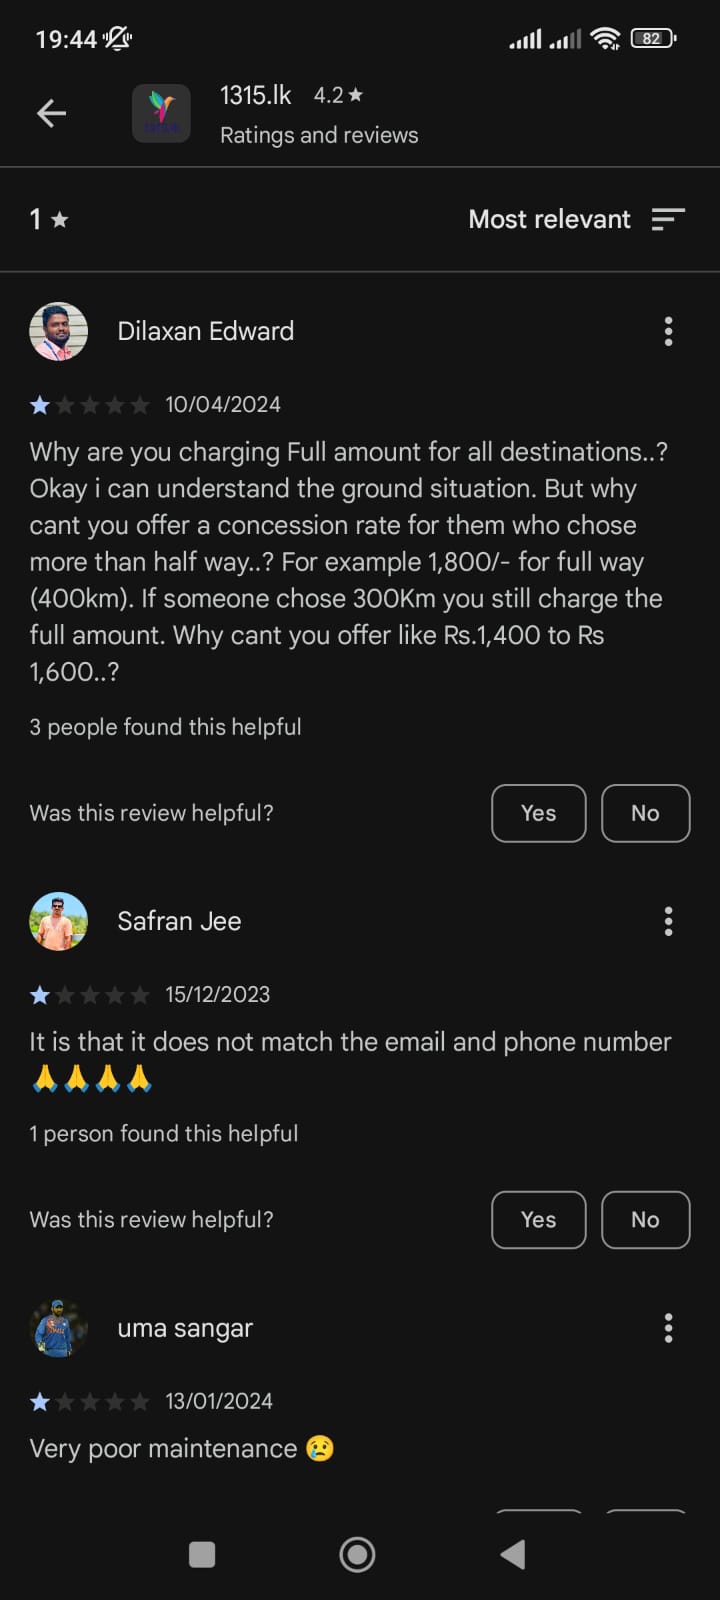 19:44
82
1315.lk 4.2★
Ratings and reviews
1 ★
Most relevant
Dilaxan Edward
10/04/2024
Why are you charging Full amount for all destinations..?
Okay i can understand the ground situation. But why
cant you offer a concession rate for them who chose
more than half way..? For example 1,800/- for full way
(400km). If someone chose 300Km you still charge the
full amount. Why cant you offer like Rs.1,400 to Rs
1,600..?
3 people found this helpful
Was this review helpful?
Yes
No
Safran Jee
15/12/2023
It is that it does not match the email and phone number
🙏🙏🙏🙏
1 person found this helpful
Was this review helpful?
Yes
No
uma sangar
13/01/2024
Very poor maintenance 😢